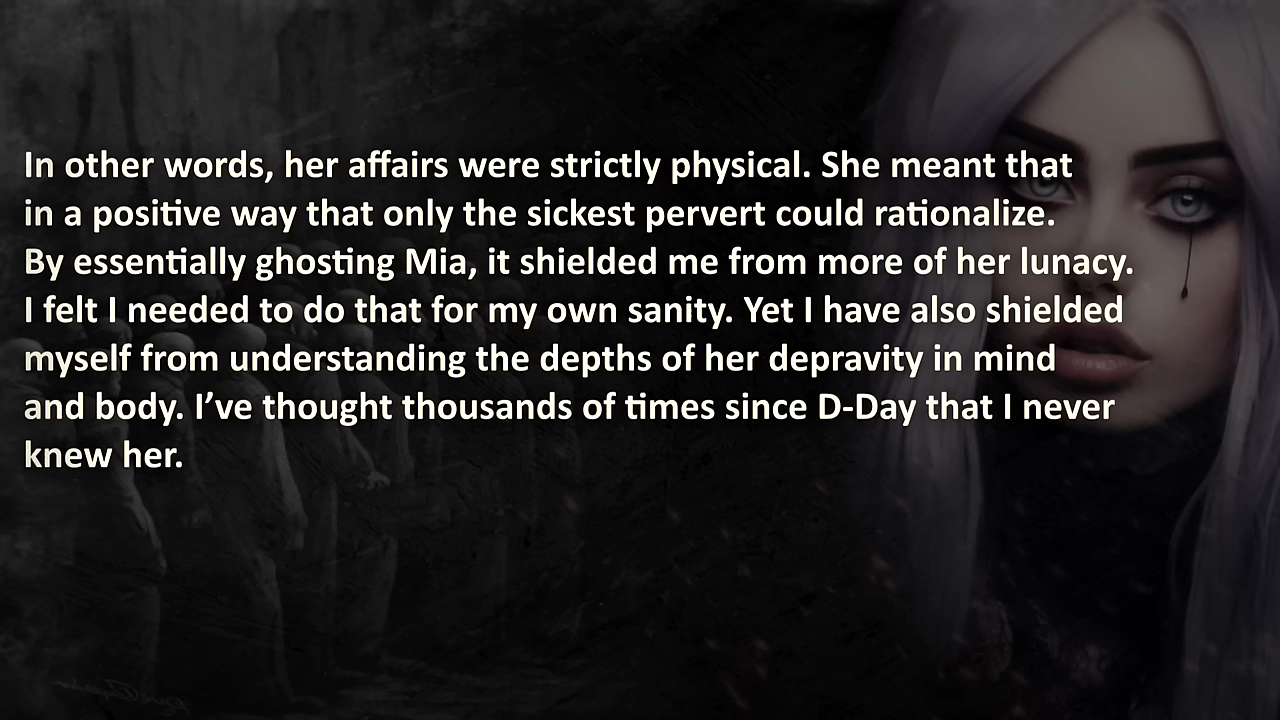 In other words, her affairs were strictly physical. She meant that
in a positive way that only the sickest pervert could rationalize.
By essentially ghosting Mia, it shielded me from more of her lunacy.
I felt I needed to do that for my own sanity. Yet I have also shielded
myself from understanding the depths of her depravity in mind
and body. I’ve thought thousands of times since D-Day that I never
knew her.